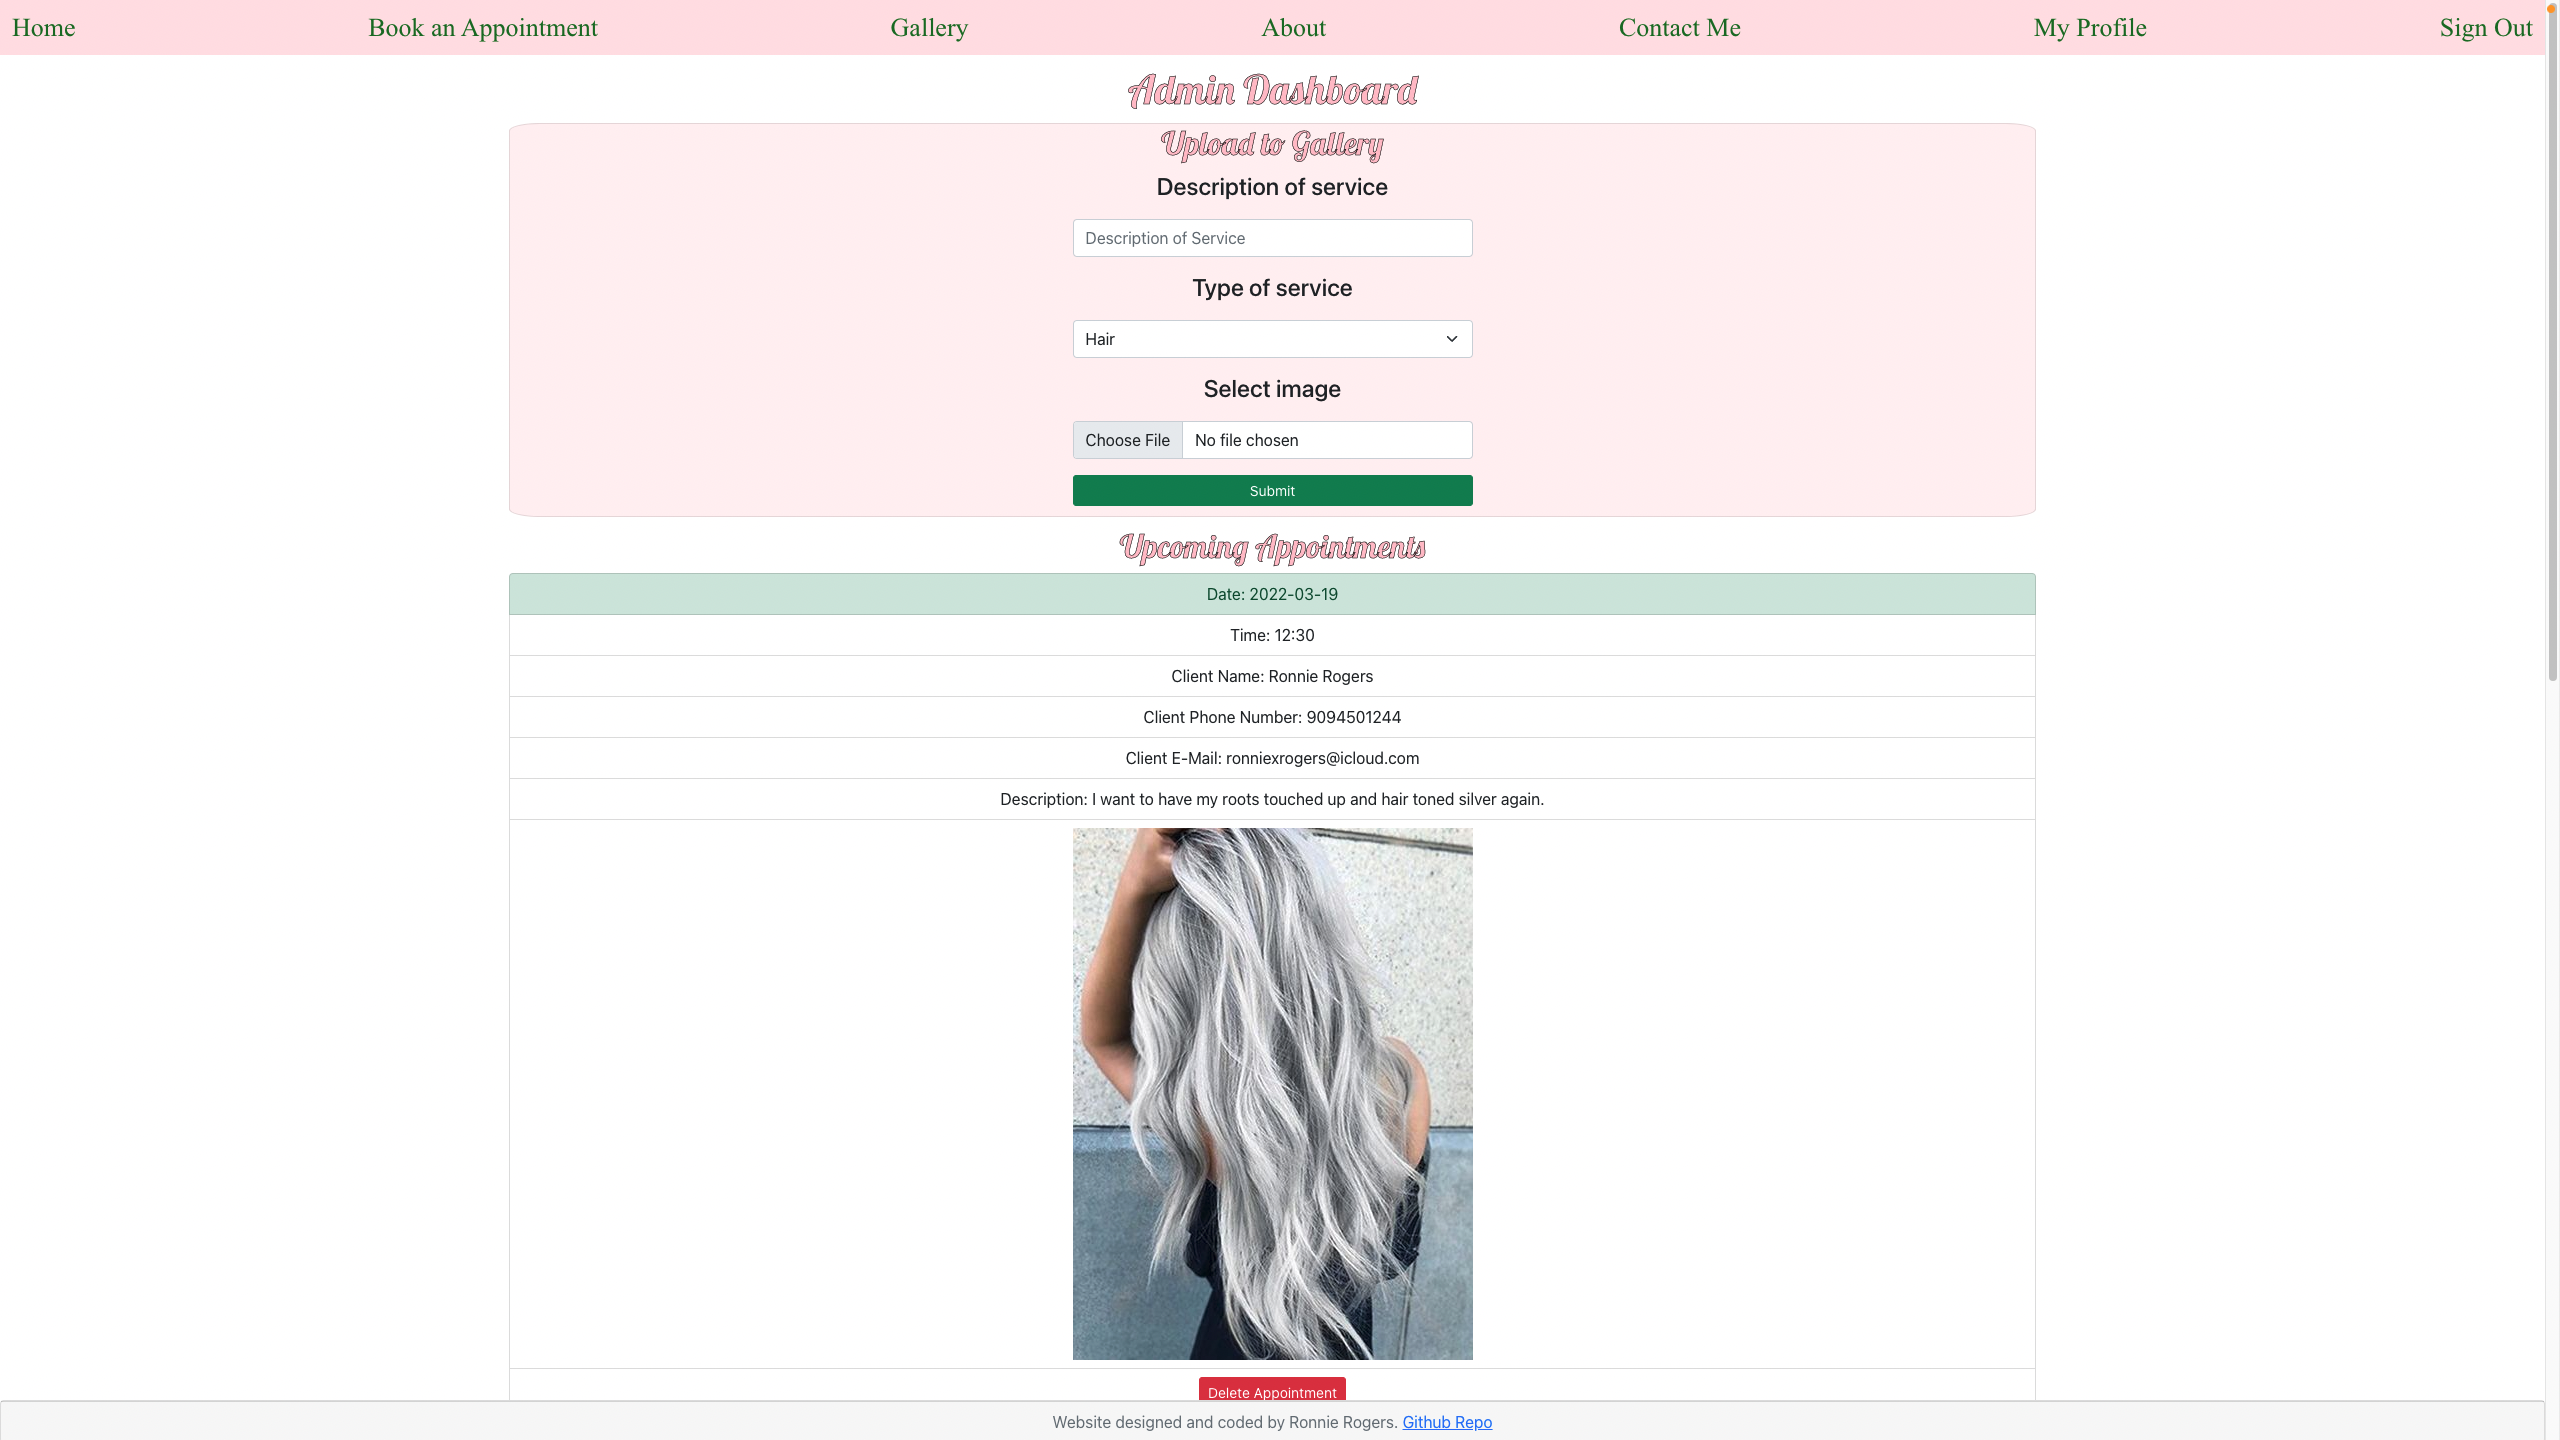 Home Book an Appointment Gallery About Contact Me My Profile Sign Out
Admin Dashboard
Upload to Gallery
Description of service
Description of Service
Type of service
Hair
Select image
Choose File No file chosen
Submit
Upcoming Appointments
Date: 2022-03-19
Time: 12:30
Client Name: Ronnie Rogers
Client Phone Number: 9094501244
Client E-Mail: ronniexrogers@icloud.com
Description: I want to have my roots touched up and hair toned silver again.
Delete Appointment
Website designed and coded by Ronnie Rogers. Github Repo